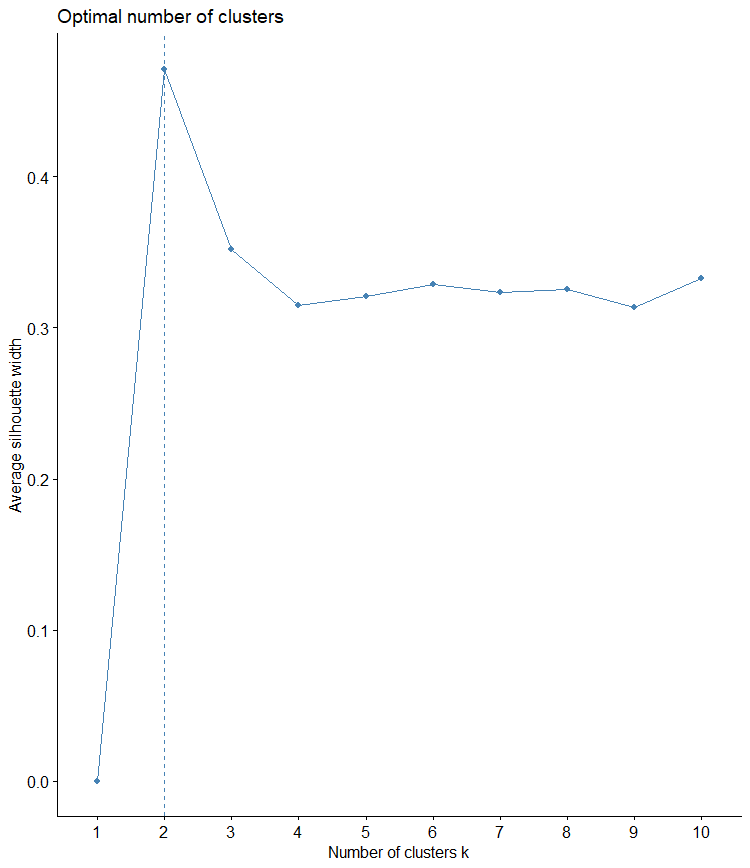 Optimal number of clusters
Average silhouette width
0.4
0.3
0.2
0.1
0.0
1 2 3 4 5 6 7 8 9 10
Number of clusters k